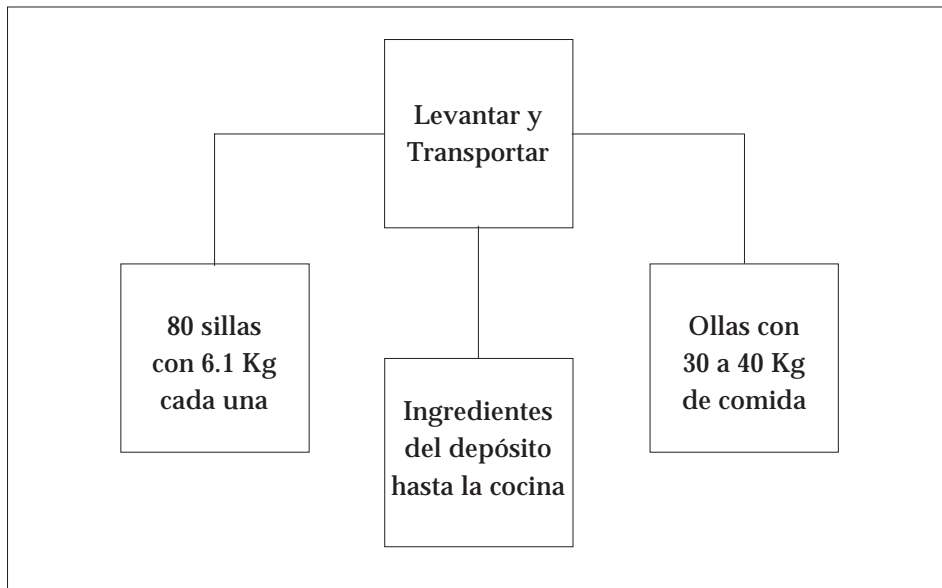 Levantar y
Transportar
80 sillas
con 6.1 Kg
cada una
Ingredientes
del depósito
hasta la cocina
Ollas con
30 a 40 Kg
de comida